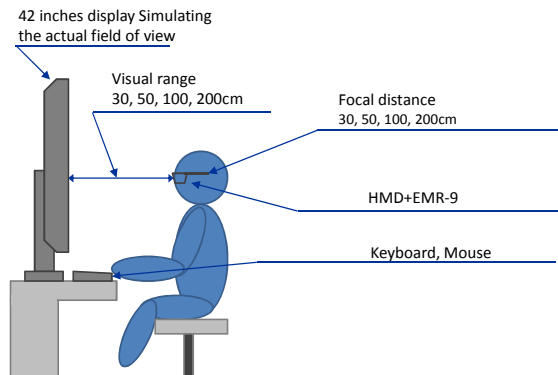 42 inches display Simulating
the actual field of view
Visual range
30, 50, 100, 200cm
Focal distance
30, 50, 100, 200cm
HMD+EMR-9
Keyboard, Mouse